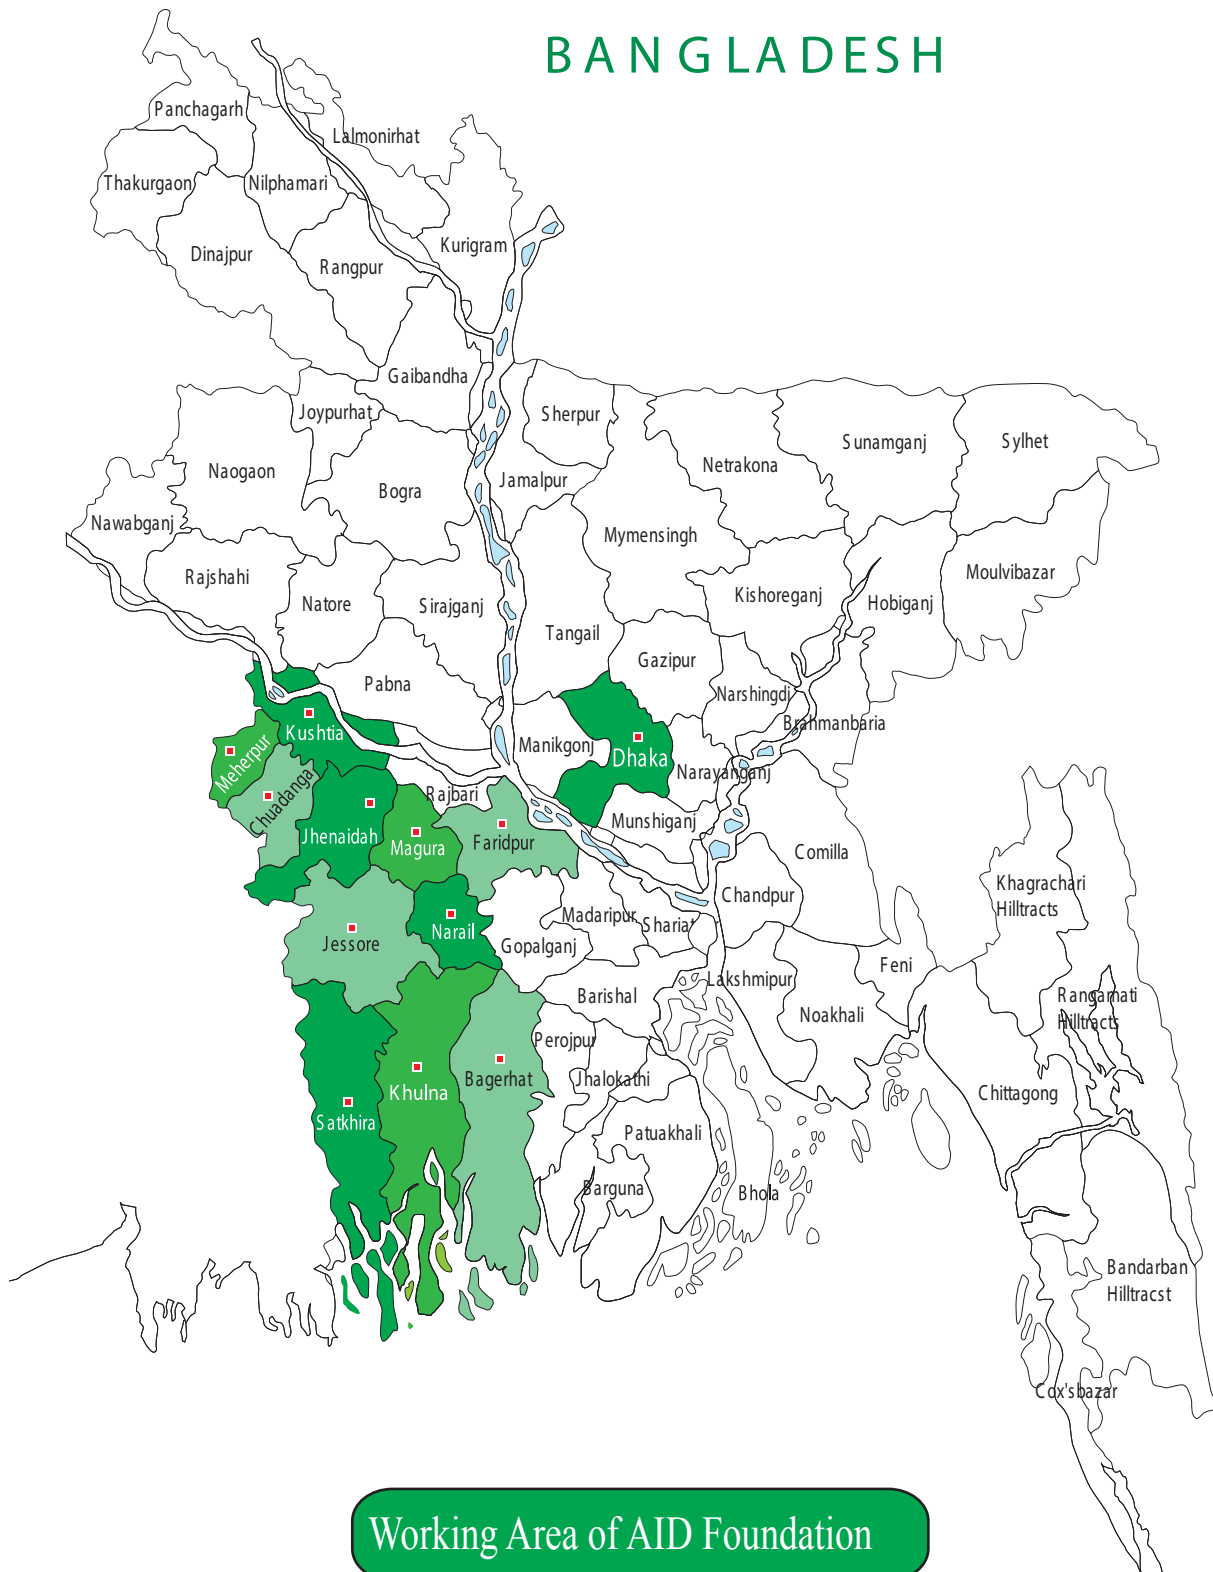 BANGLADESH
Panchagarh
Lalmonirhat
Thakurgaon
Nilphamari
Kurigram
Dinajpur
Rangpur
Gaibandha
Joypurhat
Sherpur
Sunamganj
Sylhet
Netrakona
Naogaon
Jamalpur
Bogra
Nawabganj
Mymensingh
Moulvibazar
Rajshahi
Kishoreganj
Hobiganj
Natore
Sirajganj
Tangail
Gazipur
Pabna
Narshingdi
Brahmanbaria
Kushtia
Manikgonj
Dhaka
Meherpur
Narayanganj
Chuadanga
Rajbari
Munshiganj
Jhenaidah
Magura
Faridpur
Comilla
Khagrachari
Hilltracts
Chandpur
Madaripur
Shariat
Narail
Jessore
Gopalganj
Feni
Lakshmipur
Barishal
Rangamati
Hilltracts
Noakhali
Perojpur
Jhalokathi
Bagerhat
Khulna
Chittagong
Satkhira
Patuakhali
Barguna
Bhola
Bandarban
Hilltracst
Cox'sbazar
Working Area of AID Foundation